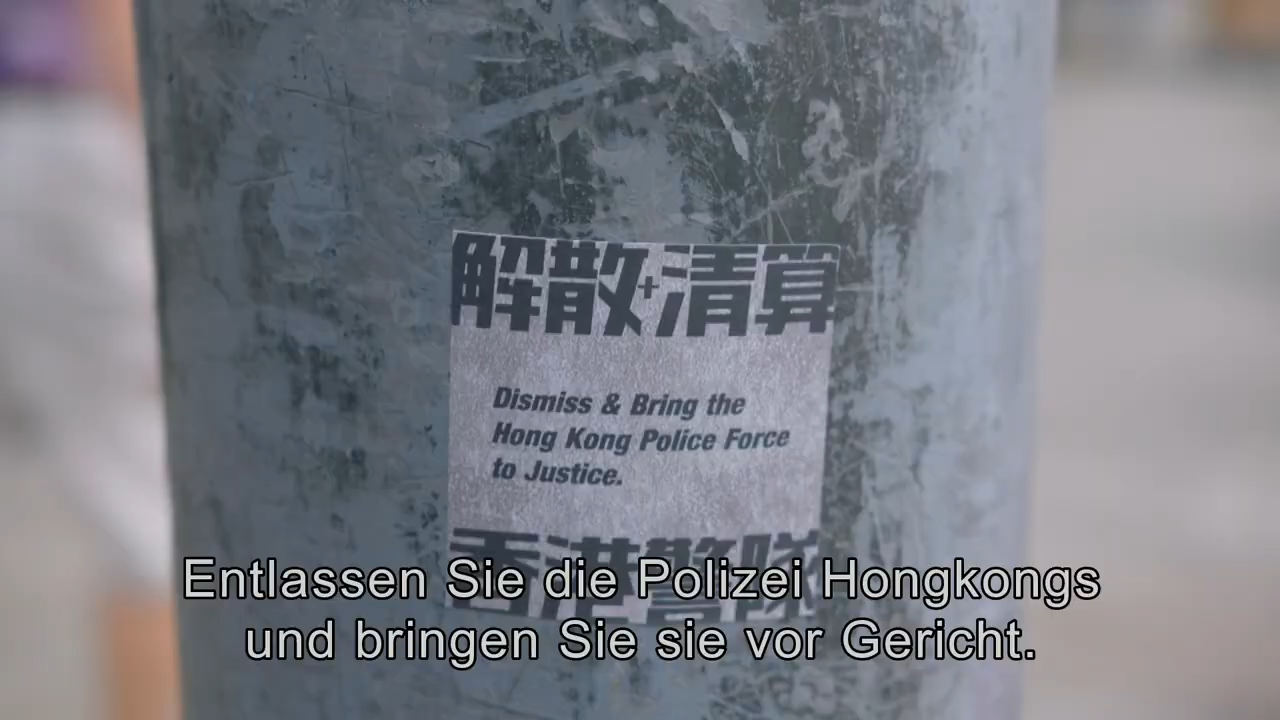 解散+清算
Dismiss & Bring the
Hong Kong Police Force
to Justice.
香港警隊
Entlassen Sie die Polizei Hongkongs
und bringen Sie sie vor Gericht.